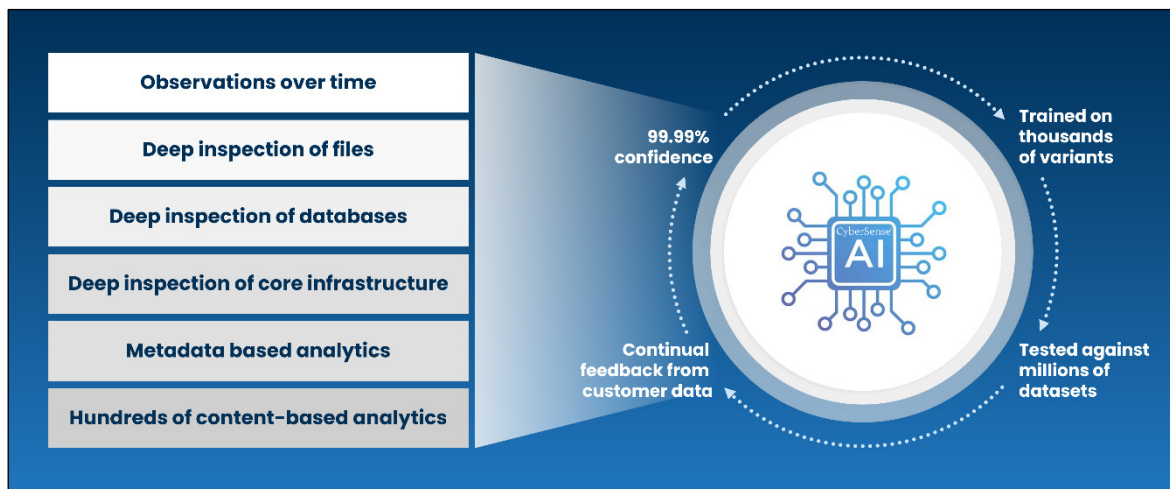 Observations over time
Deep inspection of files
Deep inspection of databases
Deep inspection of core infrastructure
Metadata based analytics
Hundreds of content-based analytics
99.99%
confidence
Trained on
thousands
of variants
CyberSense
AI
Continual
feedback from
customer data
Tested against
millions of
datasets